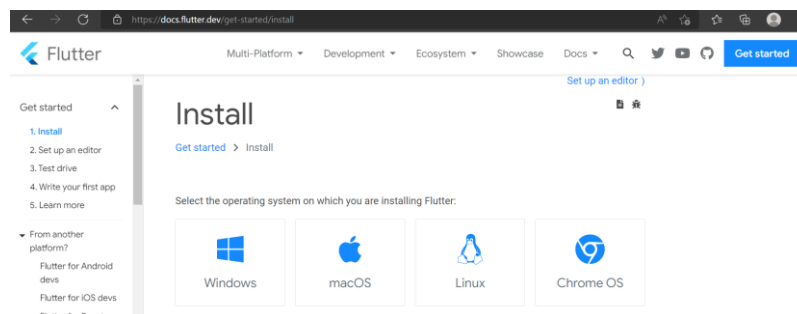 https://docs.flutter.dev/get-started/install
Flutter
Multi-Platform
Development
Ecosystem
Showcase
Docs
Get started
Set up an editor )
Get started
1. Install
2. Set up an editor
3. Test drive
4. Write your first app
5. Learn more
From another
platform?
Flutter for Android
devs
Flutter for iOS devs
Install
Get started > Install
Select the operating system on which you are installing Flutter:
Windows
macOS
Linux
Chrome OS